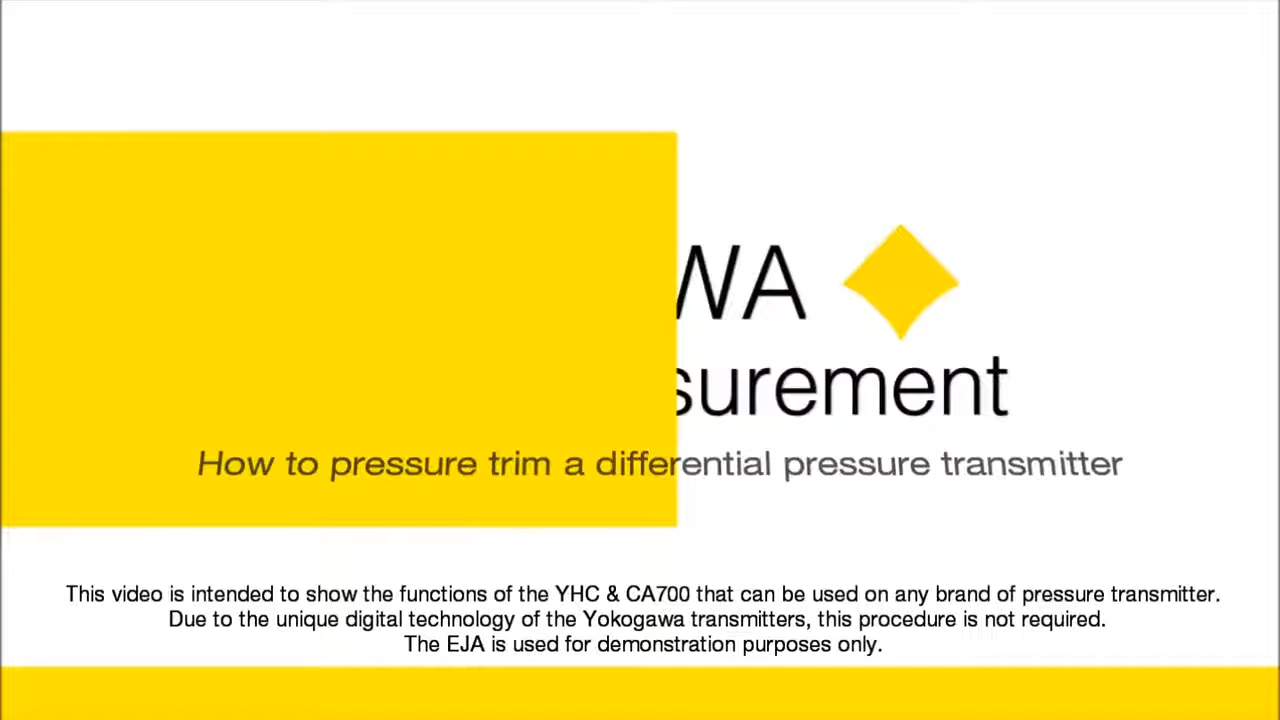 WA
surement
How to pressure trim a differential pressure transmitter
This video is intended to show the functions of the YHC & CA700 that can be used on any brand of pressure transmitter.
Due to the unique digital technology of the Yokogawa transmitters, this procedure is not required.
The EJA is used for demonstration purposes only.